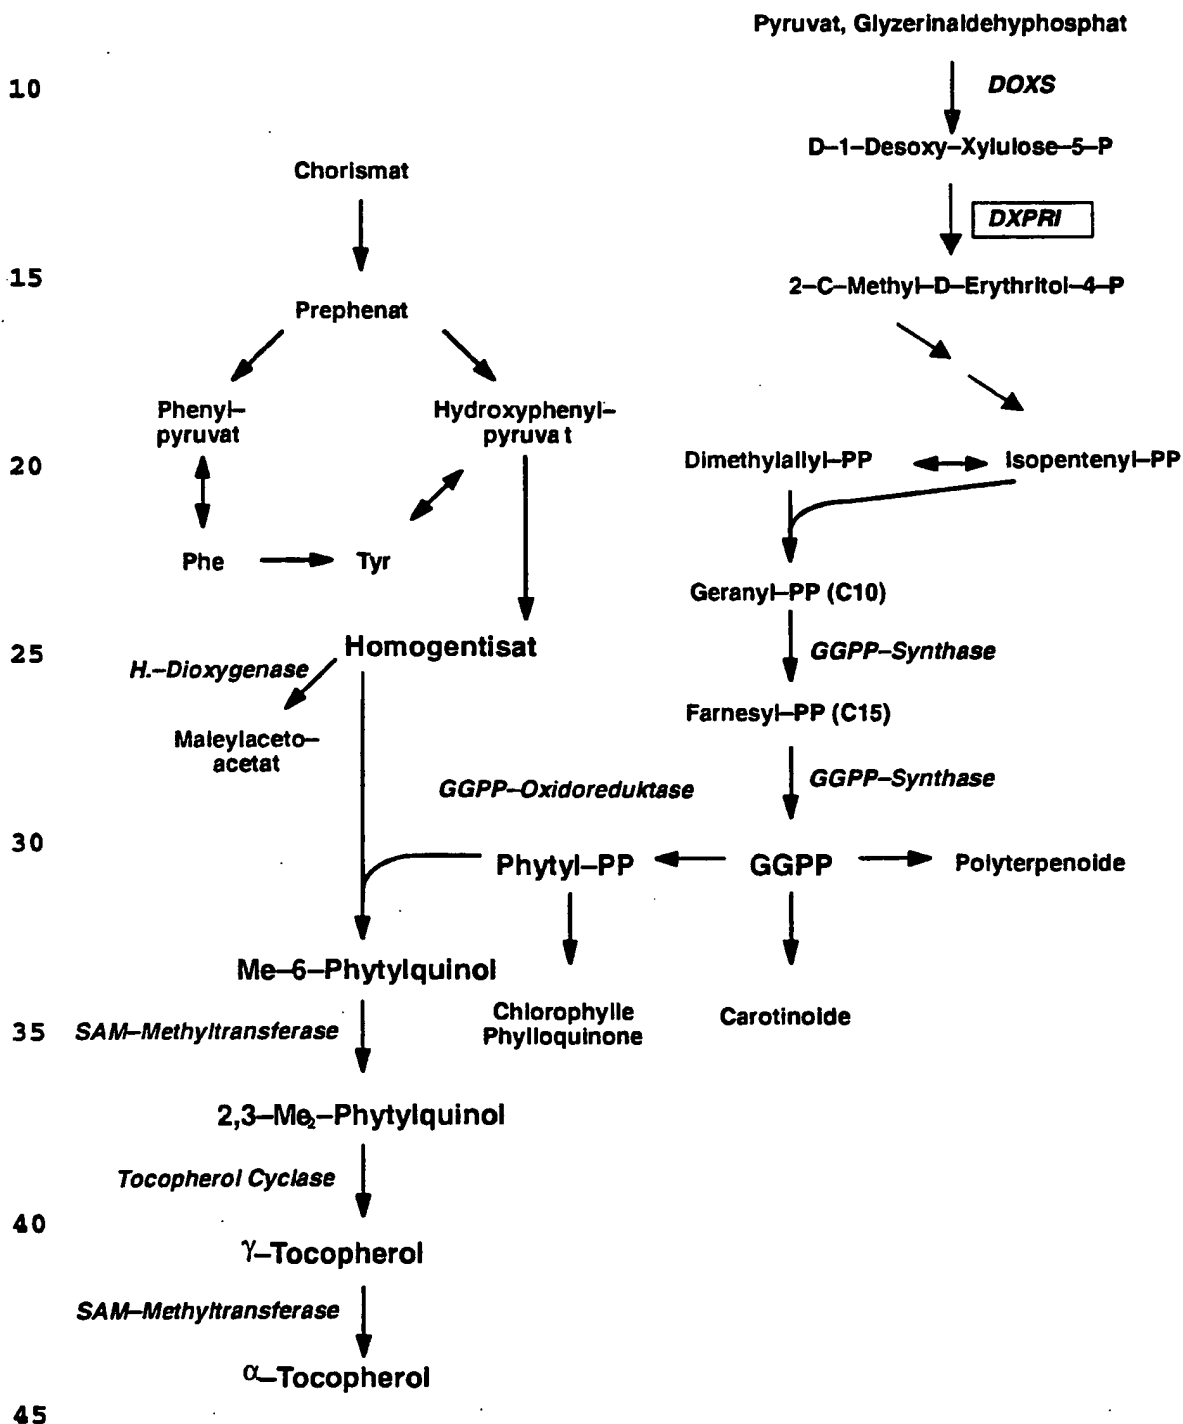 Pyruvat, Glyzerinaldehyphosphat
10
DOXS
D–1–Desoxy–Xylulose–5–P
Chorismat
DXPRI
15
2–C–Methyl–D–Erythritol–4–P
Prephenat
Phenyl–
pyruvat
Hydroxyphenyl–
pyruvat
20
Dimethylallyl–PP
Isopentenyl–PP
Phe
Tyr
Geranyl–PP (C10)
25
Homogentisat
H.–Dioxygenase
GGPP–Synthase
Farnesyl–PP (C15)
Maleylaceto–
acetat
GGPP–Oxidoreduktase
GGPP–Synthase
30
Phytyl–PP
GGPP
Polyterpenoide
Me–6–Phytylquinol
Chlorophylle
Phylloquinone
Carotinoide
35
SAM–Methyltransferase
2,3–Me₂–Phytylquinol
Tocopherol Cyclase
40
γ–Tocopherol
SAM–Methyltransferase
α–Tocopherol
45